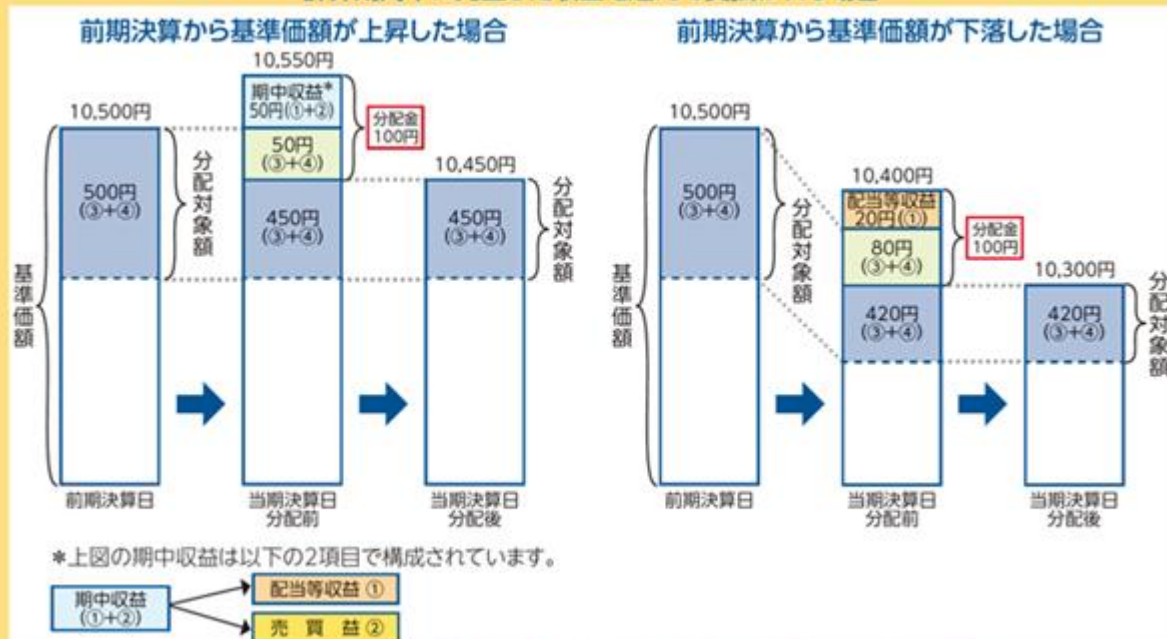 前期決算から基準価額が上昇した場合
10,500円
500円
(③+④)
分配対象額
基準価額
前期決算日
10,550円
期中収益*
50円(①+②)
50円
(③+④)
450円
(③+④)
分配金
100円
当期決算日
分配前
10,450円
450円
(③+④)
分配対象額
当期決算日
分配後
前期決算から基準価額が下落した場合
10,500円
500円
(③+④)
分配対象額
基準価額
前期決算日
10,400円
配当等収益
20円(①)
80円
(③+④)
420円
(③+④)
分配金
100円
当期決算日
分配前
10,300円
420円
(③+④)
分配対象額
当期決算日
分配後
*上図の期中収益は以下の2項目で構成されています。
期中収益
(①+②)
配当等収益 ①
売買益 ②